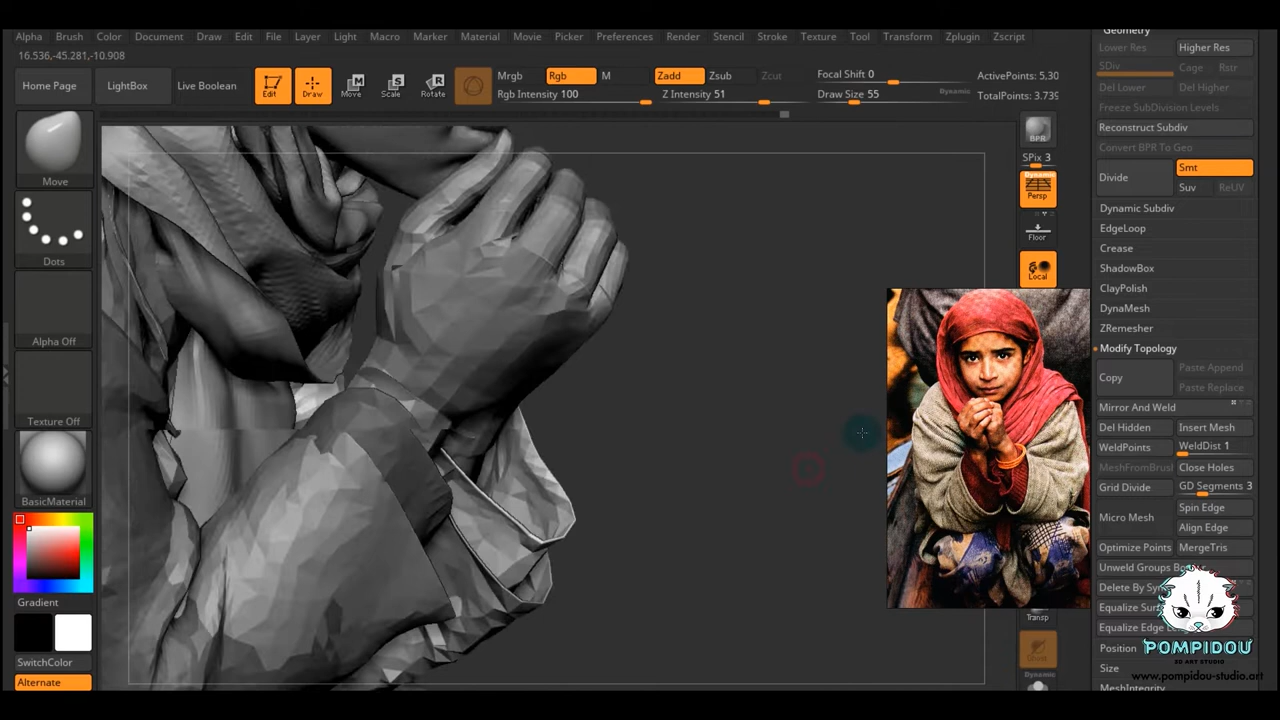 Alpha Brush Color Document Draw Edit File Layer Light Macro Marker Material Movie Picker Preferences Render Stencil Stroke Texture Tool Transform Zplugin Zscript
Geometry
16.536,-45.281,-10.908
Lower Res Higher Res
SDiv Cage Rstr
Del Lower Del Higher
Freeze SubDivision Levels
Reconstruct Subdiv
Convert BPR To Geo
Divide Smt
Suv ReUV
Dynamic Subdiv
EdgeLoop
Crease
ShadowBox
ClayPolish
DynaMesh
ZRemesher
Modify Topology
Copy Paste Append
Paste Replace
Mirror And Weld
Del Hidden Insert Mesh
WeldPoints WeldDist 1
MeshFromBrush Close Holes
Grid Divide GD Segments 3
Micro Mesh Spin Edge
Align Edge
Optimize Points MergeTris
Unweld Groups
Delete By Sym
Equalize
Equalize Edge
Position
Size
MeshIntegrity
Home Page LightBox Live Boolean
Edit Draw Move Scale Rotate
Mrgb Rgb M
Rgb Intensity 100
Zadd Zsub Zcut
Z Intensity 51
Focal Shift 0
Draw Size 55 Dynamic
ActivePoints: 5,30
TotalPoints: 3.739
Move
Dots
Alpha Off
Texture Off
BasicMaterial
Gradient
SwitchColor
Alternate
BPR
SPix 3
Dynamic
Persp
Floor
Local
Transp
Ghost
Dynamic
POMPIDOU
3D ART STUDIO
www.pompidou-studio.art